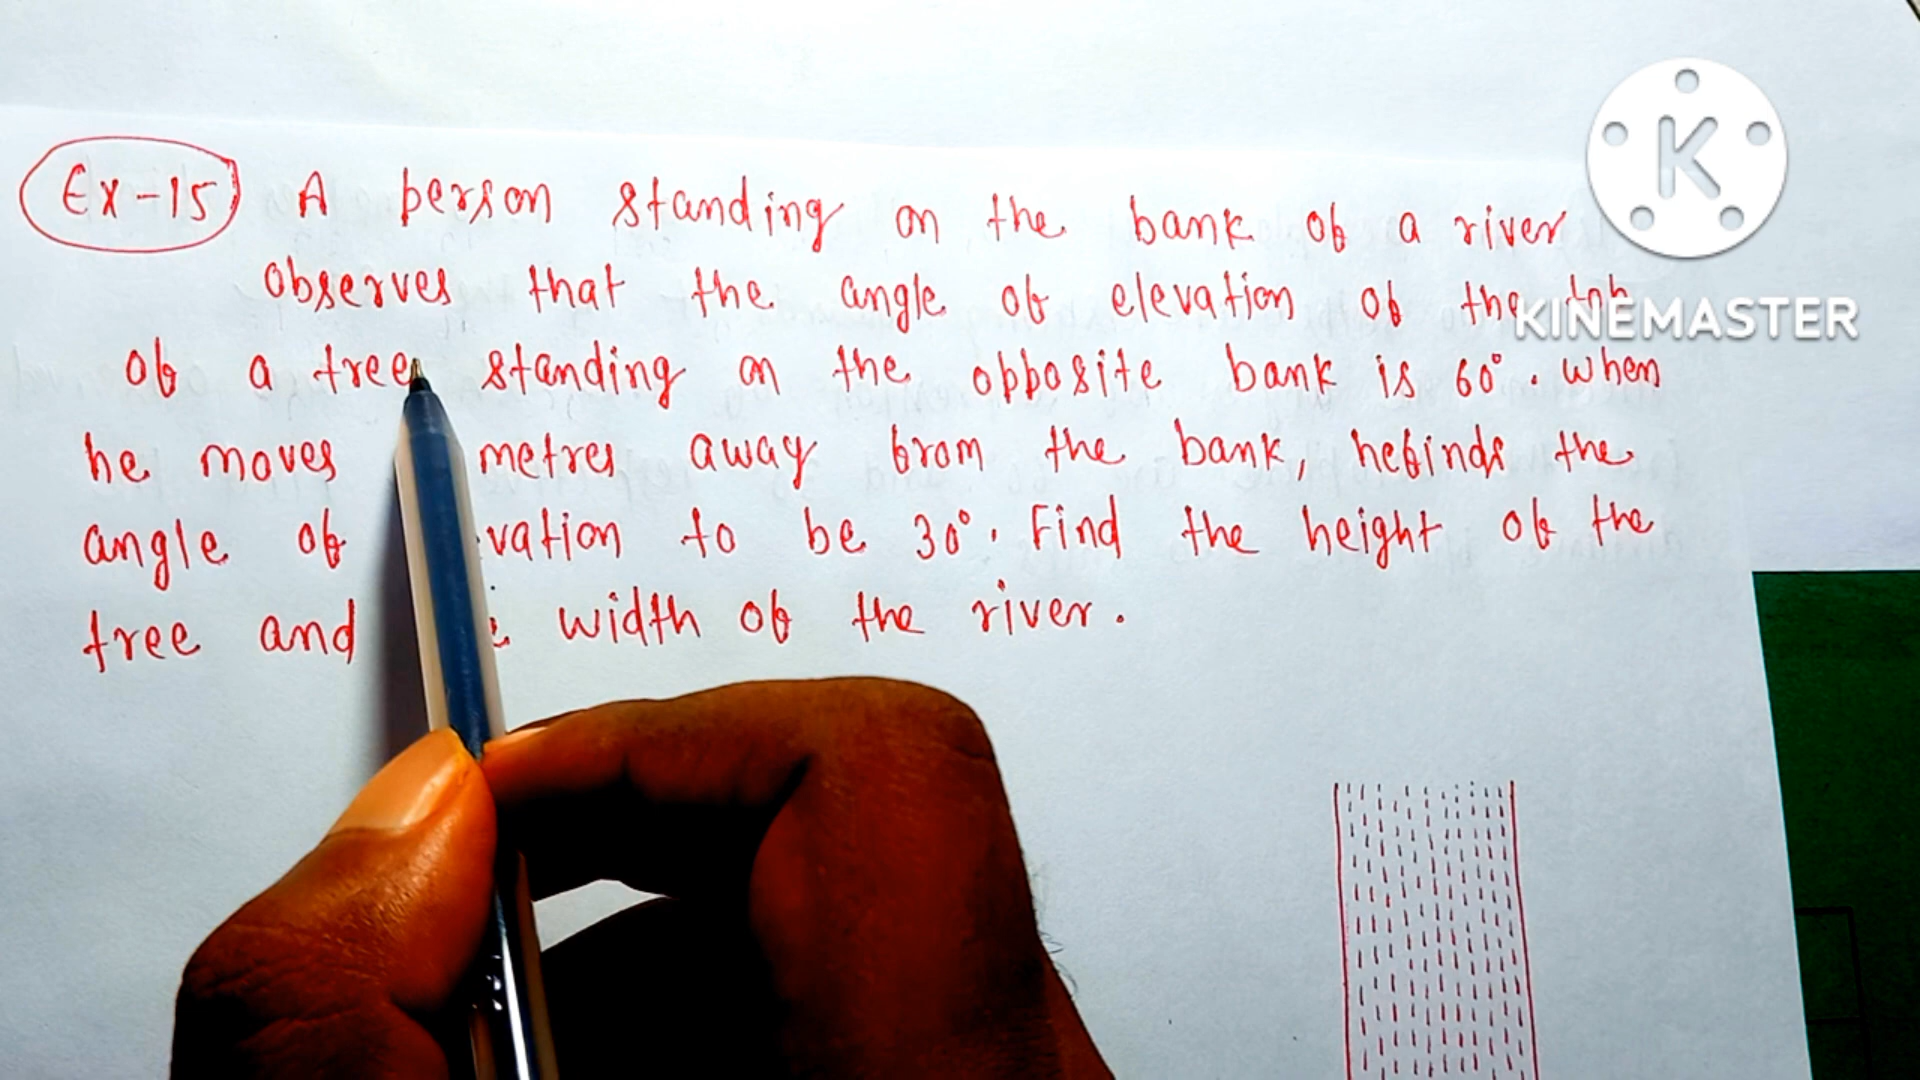 Ex-15 A person standing on the bank of a river
observes that the angle of elevation of the top
of a tree standing on the opposite bank is 60°. When
he moves metres away from the bank, he finds the
angle of vation to be 30°. Find the height of the
tree and width of the river.
K
KINEMASTER